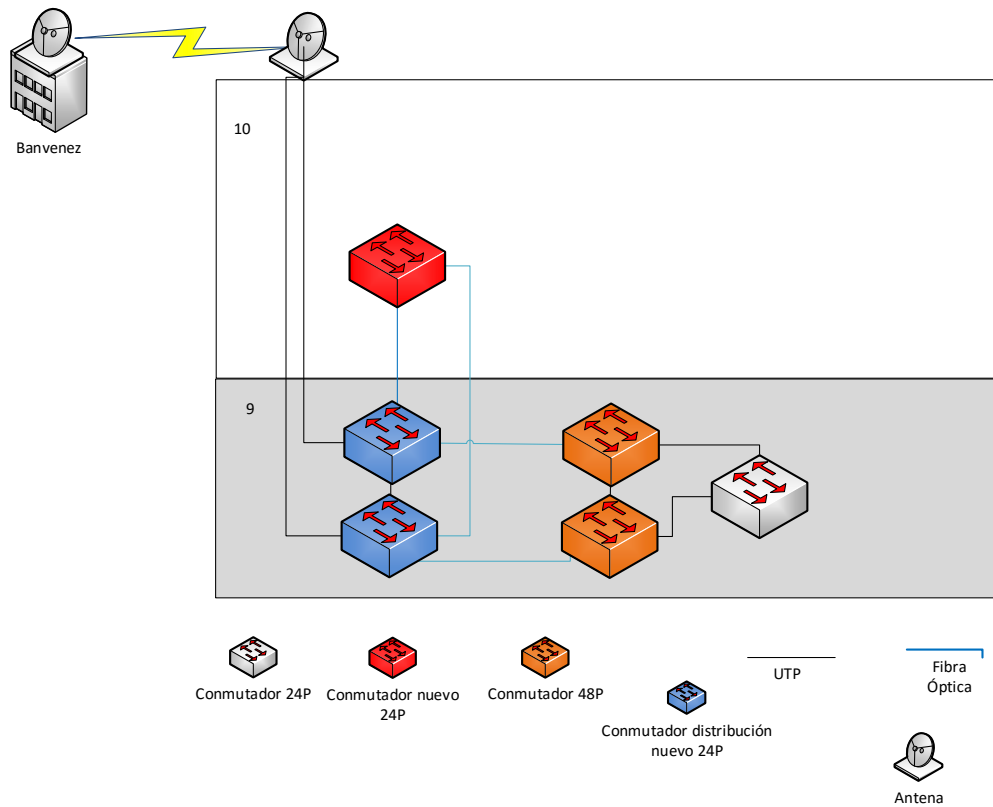 Banvenez
10
9
Conmutador 24P
Conmutador nuevo
24P
Conmutador 48P
Conmutador distribución
nuevo 24P
UTP
Fibra
Óptica
Antena